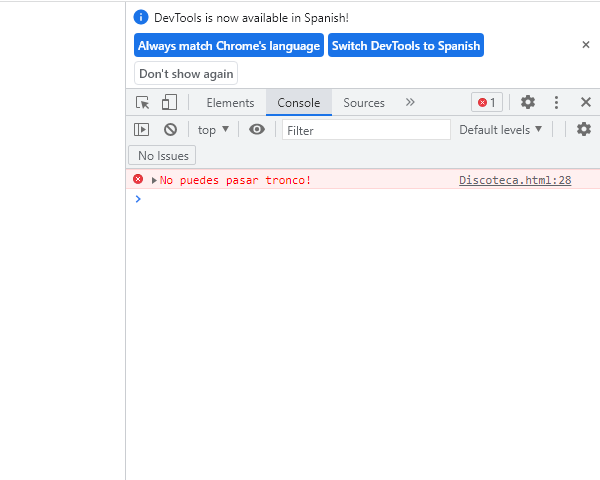 DevTools is now available in Spanish!
Always match Chrome's language Switch DevTools to Spanish
Don't show again
Elements Console Sources 1
top Filter Default levels
No Issues
No puedes pasar tronco! Discoteca.html:28